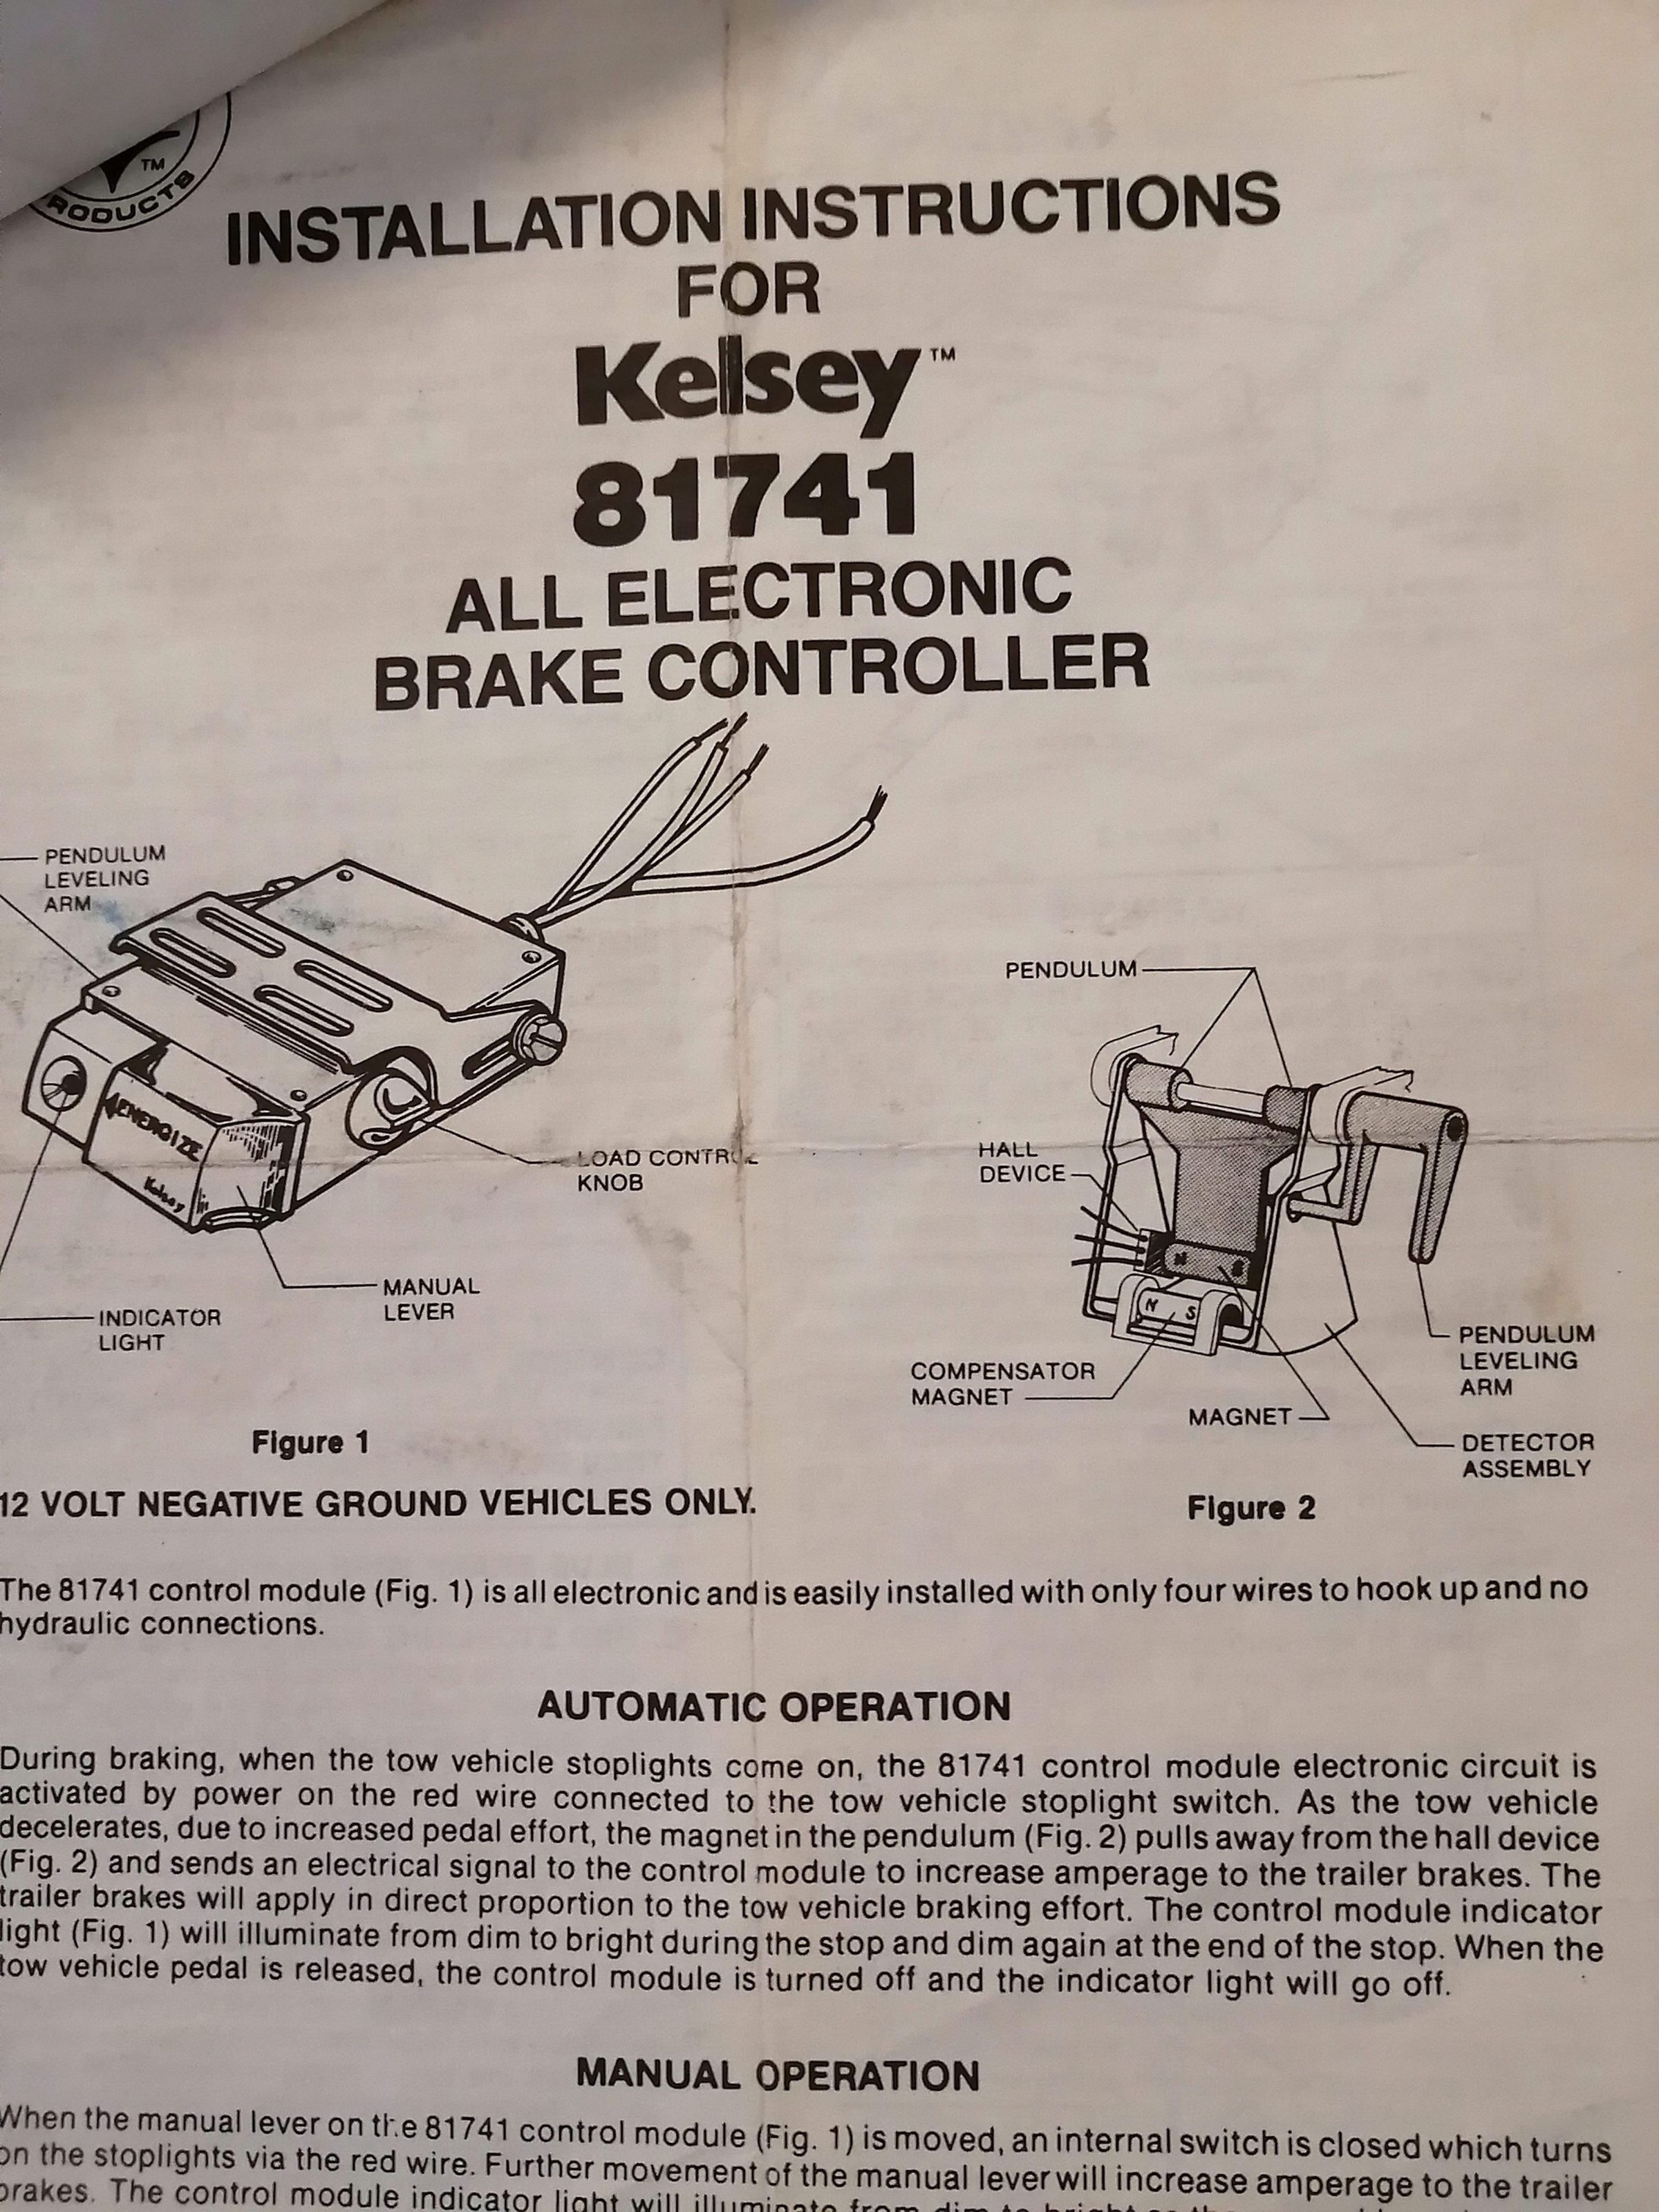 TM
RODUCTS
INSTALLATION INSTRUCTIONS
FOR
Kelsey™
81741
ALL ELECTRONIC
BRAKE CONTROLLER
PENDULUM
LEVELING
ARM
ENERGIZE
Kelsey
LOAD CONTROL
KNOB
MANUAL
LEVER
INDICATOR
LIGHT
Figure 1
PENDULUM
HALL
DEVICE
N S
N S
COMPENSATOR
MAGNET
MAGNET
PENDULUM
LEVELING
ARM
DETECTOR
ASSEMBLY
Figure 2
12 VOLT NEGATIVE GROUND VEHICLES ONLY.
The 81741 control module (Fig. 1) is all electronic and is easily installed with only four wires to hook up and no
hydraulic connections.
AUTOMATIC OPERATION
During braking, when the tow vehicle stoplights come on, the 81741 control module electronic circuit is
activated by power on the red wire connected to the tow vehicle stoplight switch. As the tow vehicle
decelerates, due to increased pedal effort, the magnet in the pendulum (Fig. 2) pulls away from the hall device
(Fig. 2) and sends an electrical signal to the control module to increase amperage to the trailer brakes. The
trailer brakes will apply in direct proportion to the tow vehicle braking effort. The control module indicator
light (Fig. 1) will illuminate from dim to bright during the stop and dim again at the end of the stop. When the
tow vehicle pedal is released, the control module is turned off and the indicator light will go off.
MANUAL OPERATION
When the manual lever on the 81741 control module (Fig. 1) is moved, an internal switch is closed which turns
on the stoplights via the red wire. Further movement of the manual lever will increase amperage to the trailer
brakes. The control module indicator light will illuminate from dim to bright as the